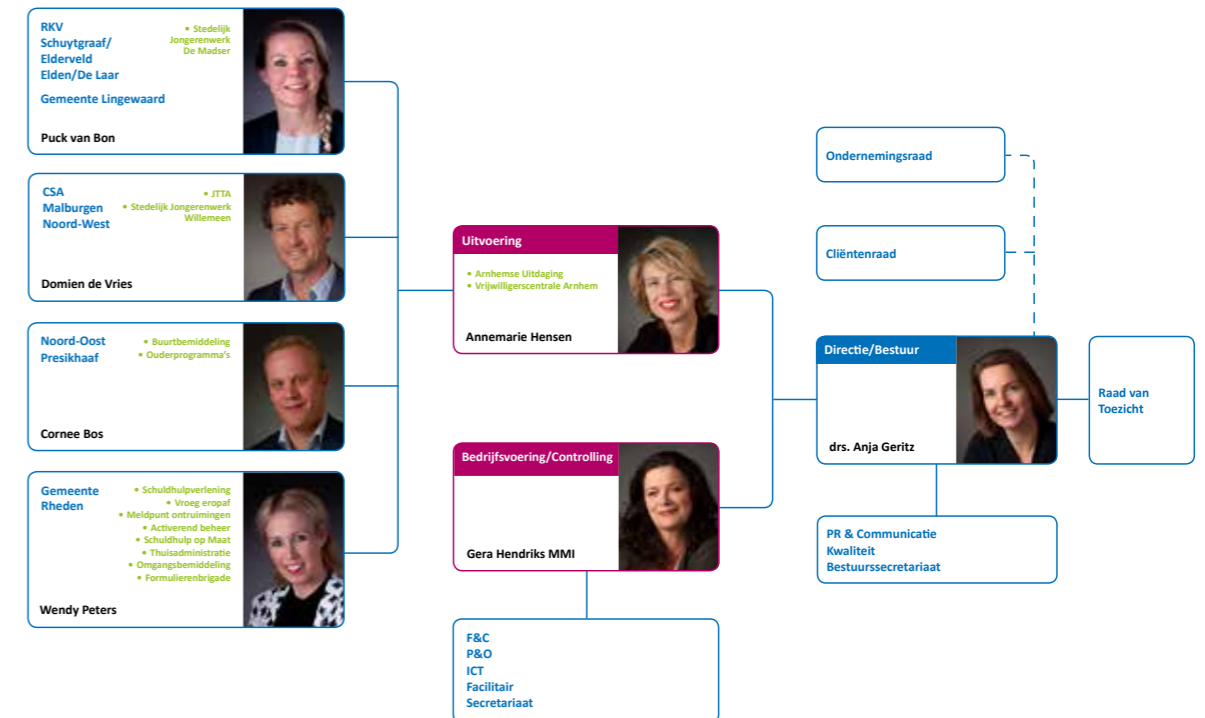 RKV
Schuytgraaf/
Elderveld
Elden/De Laar
Gemeente Lingewaard
• Stedelijk
Jongerenwerk
De Madser
Puck van Bon
CSA
Malburgen
Noord-West
• JTTA
• Stedelijk Jongerenwerk
Willemeen
Domien de Vries
Noord-Oost
Presikhaaf
• Buurtbemiddeling
• Ouderprogramma's
Cornee Bos
Gemeente
Rheden
• Schuldhulpverlening
• Vroeg eropaf
• Meldpunt ontruimingen
• Activerend beheer
• Schuldhulp op Maat
• Thuisadministratie
• Omgangsbemiddeling
• Formulierenbrigade
Wendy Peters
Uitvoering
• Arnhemse Uitdaging
• Vrijwilligerscentrale Arnhem
Annemarie Hensen
Bedrijfsvoering/Controlling
Gera Hendriks MMI
F&C
P&O
ICT
Facilitair
Secretariaat
Ondernemingsraad
Cliëntenraad
Directie/Bestuur
drs. Anja Geritz
Raad van
Toezicht
PR & Communicatie
Kwaliteit
Bestuurssecretariaat